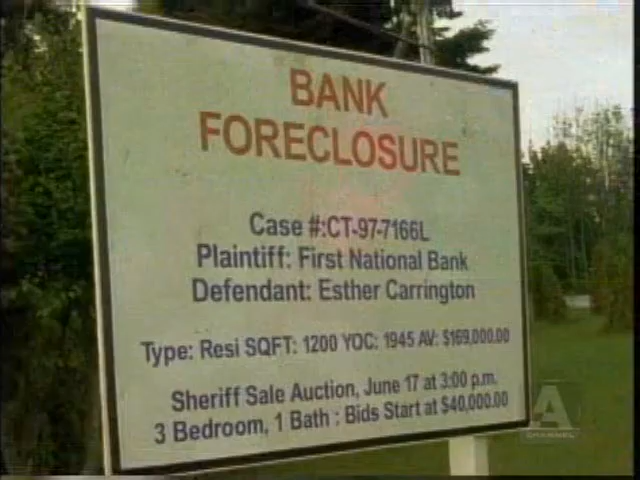 BANK
FORECLOSURE
Case #:CT-97-7166L
Plaintiff: First National Bank
Defendant: Esther Carrington
Type: Resi SQFT: 1200 YOC: 1945 AV: $169,000.00
Sheriff Sale Auction, June 17 at 3:00 p.m.
3 Bedroom, 1 Bath : Bids Start at $40,000.00
A
CHANNEL